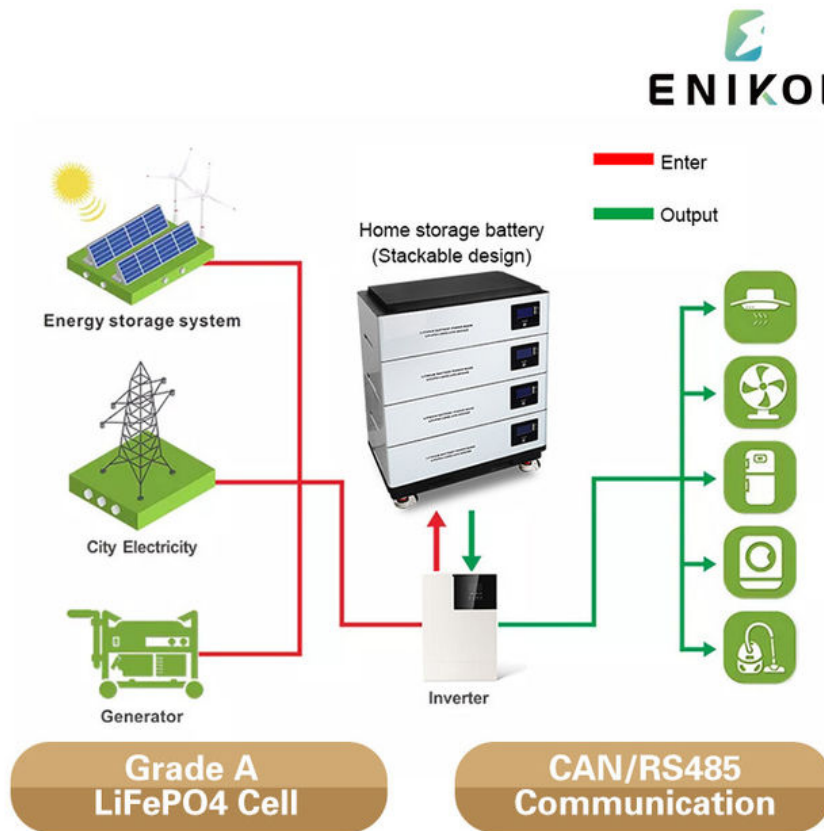 ENIKO
Enter
Output
Home storage battery
(Stackable design)
Energy storage system
City Electricity
Generator
Inverter
Grade A
LiFePO4 Cell
CAN/RS485
Communication